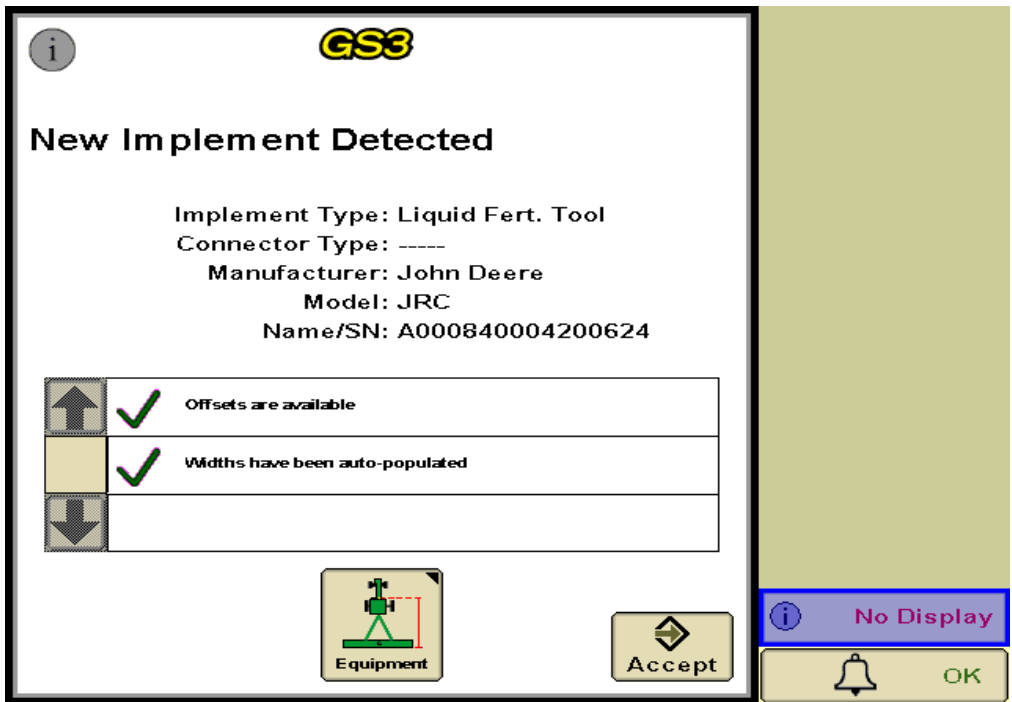 i
GS3
New Implement Detected
Implement Type: Liquid Fert. Tool
Connector Type: -----
Manufacturer: John Deere
Model: JRC
Name/SN: A000840004200624
Offsets are available
Widths have been auto-populated
Equipment
Accept
i No Display
OK